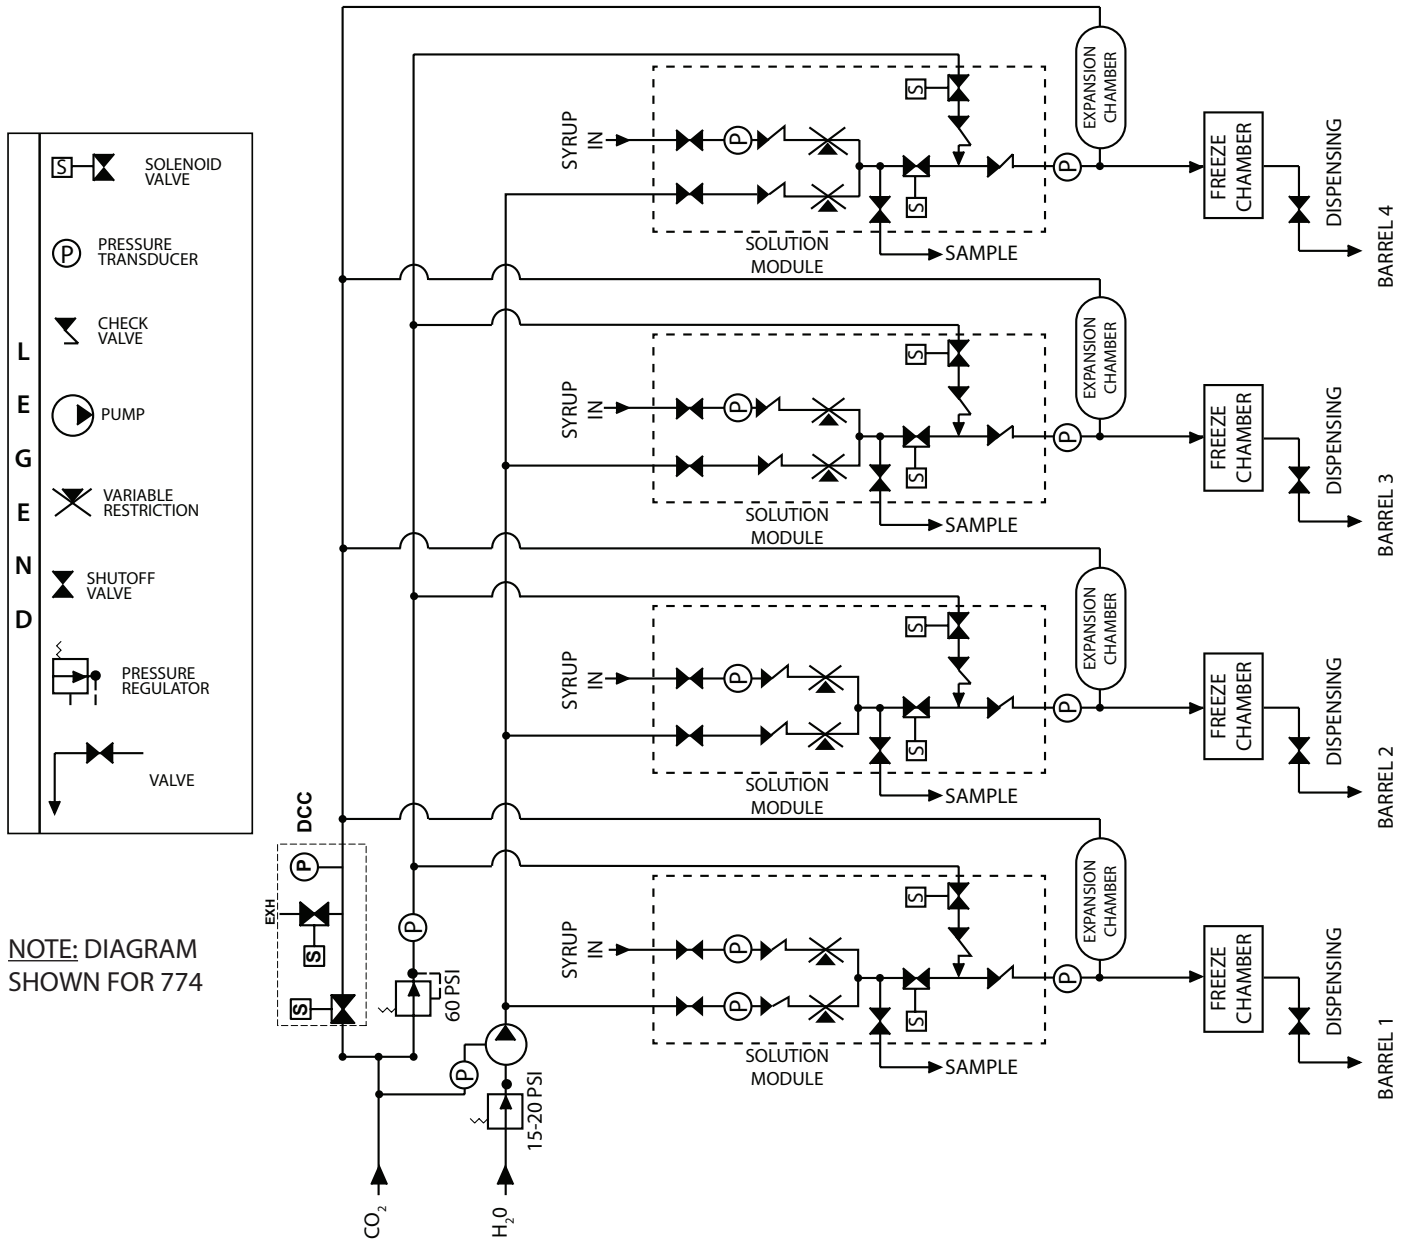 L
E
G
E
N
D
S
SOLENOID
VALVE
P
PRESSURE
TRANSDUCER
CHECK
VALVE
PUMP
VARIABLE
RESTRICTION
SHUTOFF
VALVE
PRESSURE
REGULATOR
VALVE
NOTE: DIAGRAM
SHOWN FOR 774
SYRUP
IN
P
S
S
SOLUTION
MODULE
SAMPLE
P
EXPANSION
CHAMBER
FREEZE
CHAMBER
DISPENSING
BARREL 4
SYRUP
IN
P
S
S
SOLUTION
MODULE
SAMPLE
P
EXPANSION
CHAMBER
FREEZE
CHAMBER
DISPENSING
BARREL 3
SYRUP
IN
P
S
S
SOLUTION
MODULE
SAMPLE
P
EXPANSION
CHAMBER
FREEZE
CHAMBER
DISPENSING
BARREL 2
SYRUP
IN
P
P
S
S
SOLUTION
MODULE
SAMPLE
P
EXPANSION
CHAMBER
FREEZE
CHAMBER
DISPENSING
BARREL 1
DCC
P
EXH
S
S
P
60 PSI
P
15-20 PSI
CO₂
H₂0